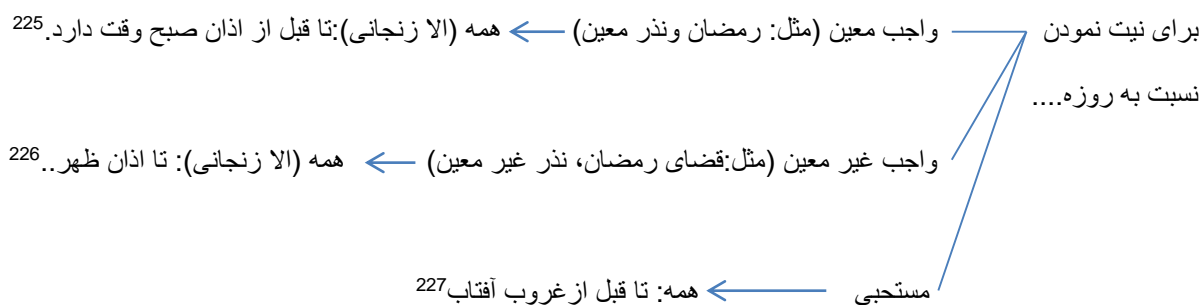 برای نیت نمودن واجب معین (مثل: رمضان ونذر معین) همه (الا زنجانی):تا قبل از اذان صبح وقت دارد.225
نسبت به روزه....
واجب غیر معین (مثل:قضای رمضان، نذر غیر معین) همه (الا زنجانی): تا اذان ظهر..226
مستحبی همه: تا قبل ازغروب آفتاب227